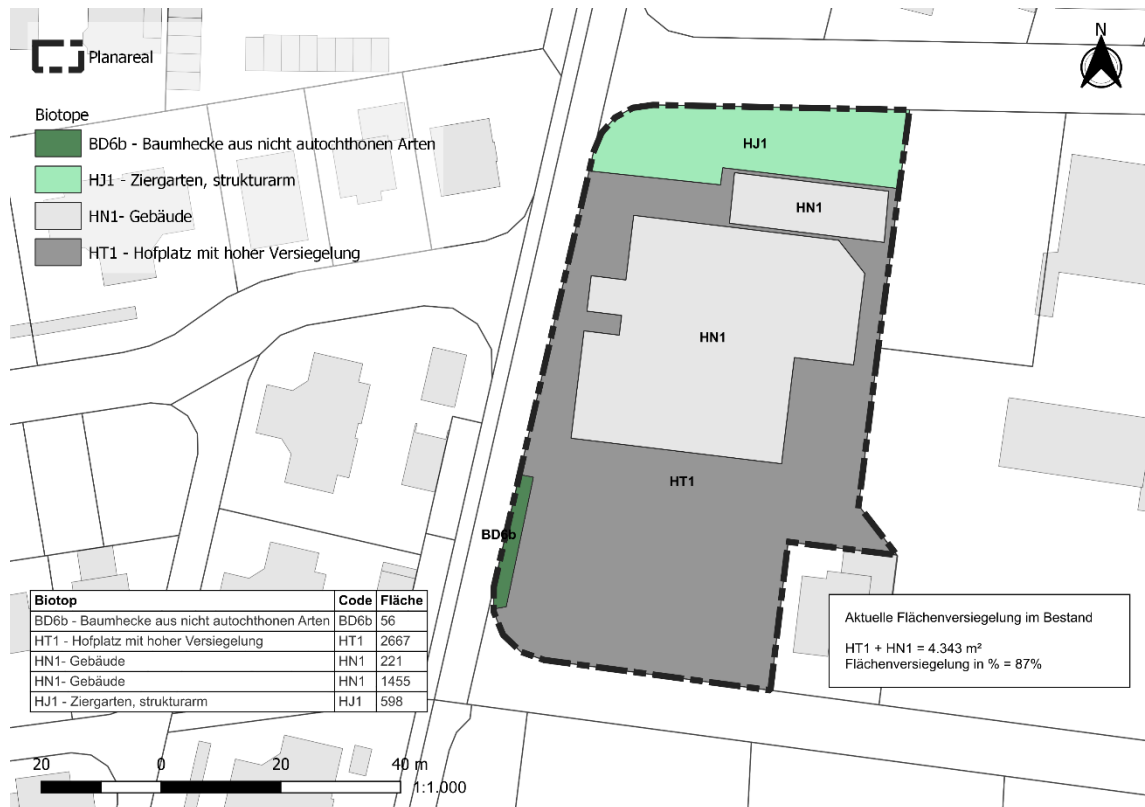 N
Planareal
Biotope
BD6b - Baumhecke aus nicht autochthonen Arten
HJ1 - Ziergarten, strukturarm
HN1- Gebäude
HT1 - Hofplatz mit hoher Versiegelung
HJ1
HN1
HN1
HT1
BD6b
Biotop Code Fläche
BD6b - Baumhecke aus nicht autochthonen Arten BD6b 56
HT1 - Hofplatz mit hoher Versiegelung HT1 2667
HN1- Gebäude HN1 221
HN1- Gebäude HN1 1455
HJ1 - Ziergarten, strukturarm HJ1 598
Aktuelle Flächenversiegelung im Bestand
HT1 + HN1 = 4.343 m²
Flächenversiegelung in % = 87%
20 0 20 40 m
1:1.000